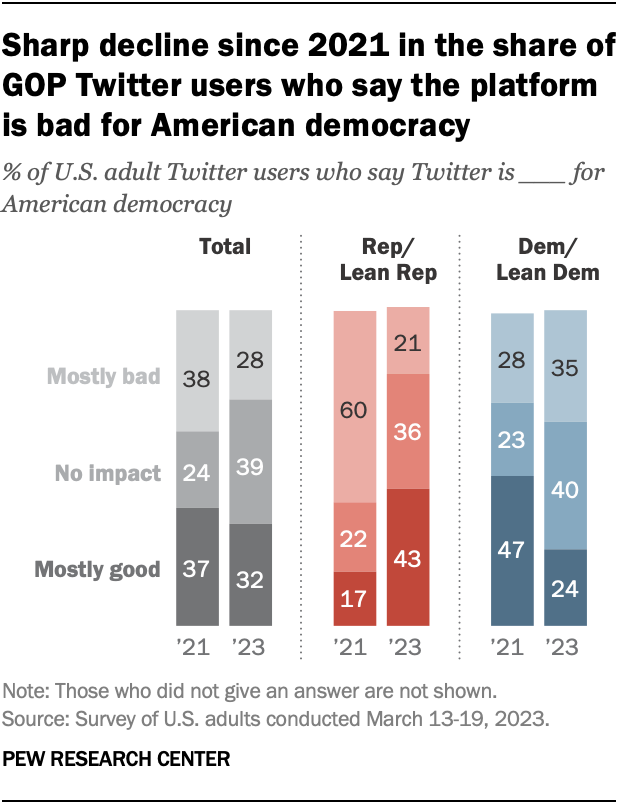 Sharp decline since 2021 in the share of
GOP Twitter users who say the platform
is bad for American democracy
% of U.S. adult Twitter users who say Twitter is ___ for
American democracy
Total
Rep/
Lean Rep
Dem/
Lean Dem
Mostly bad
38
28
60
21
28
35
No impact
24
39
22
36
23
40
Mostly good
37
32
17
43
47
24
’21
’23
’21
’23
’21
’23
Note: Those who did not give an answer are not shown.
Source: Survey of U.S. adults conducted March 13-19, 2023.
PEW RESEARCH CENTER